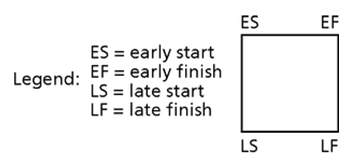 ES EF
ES = early start
EF = early finish
Legend:
LS = late start
LF = late finish
LS LF